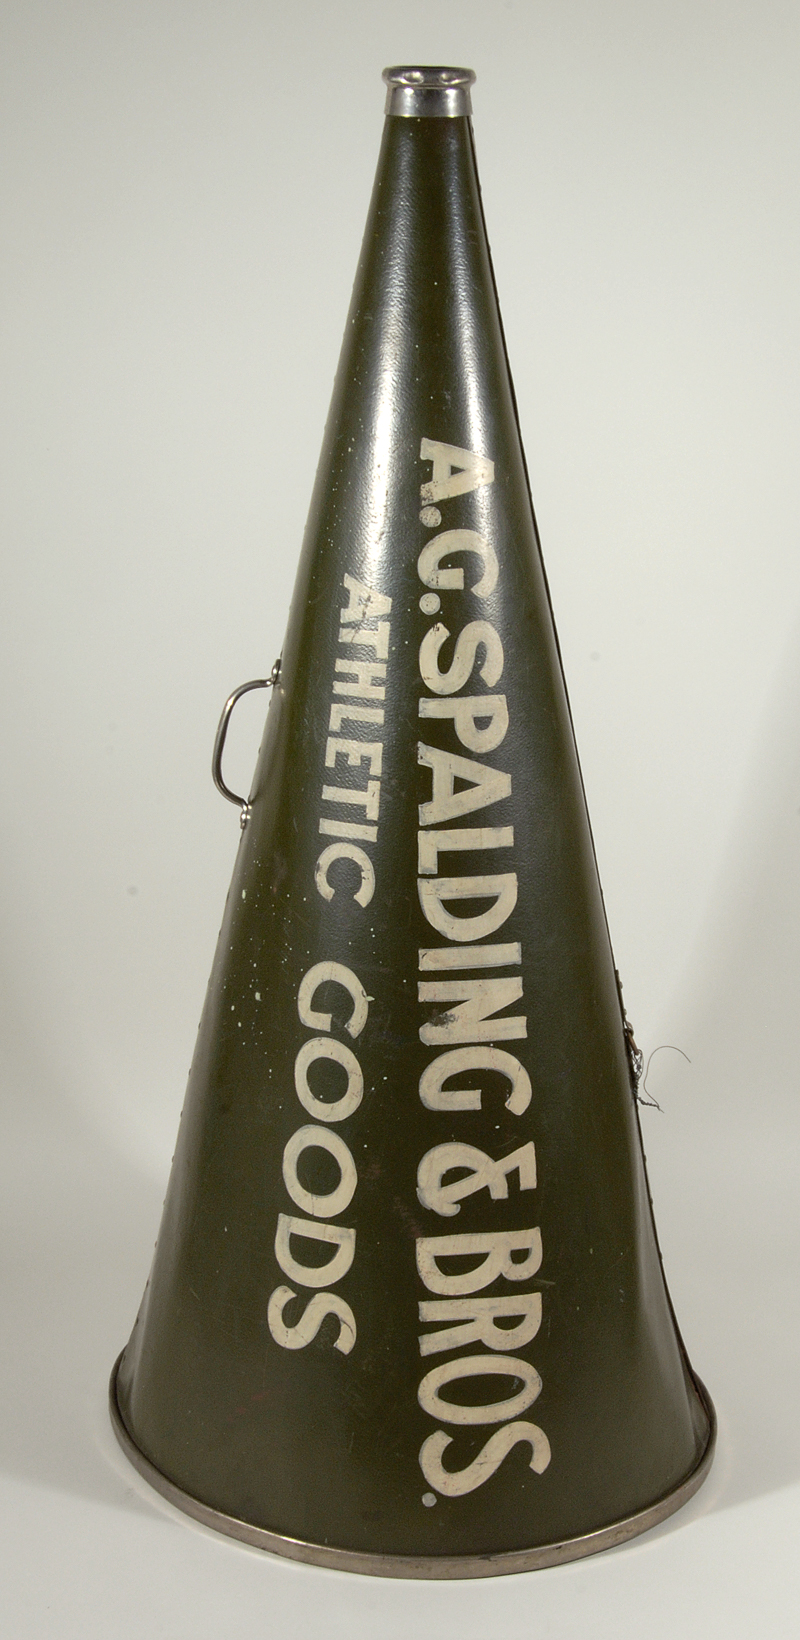 A.G. SPALDING & BROS.
ATHLETIC GOODS